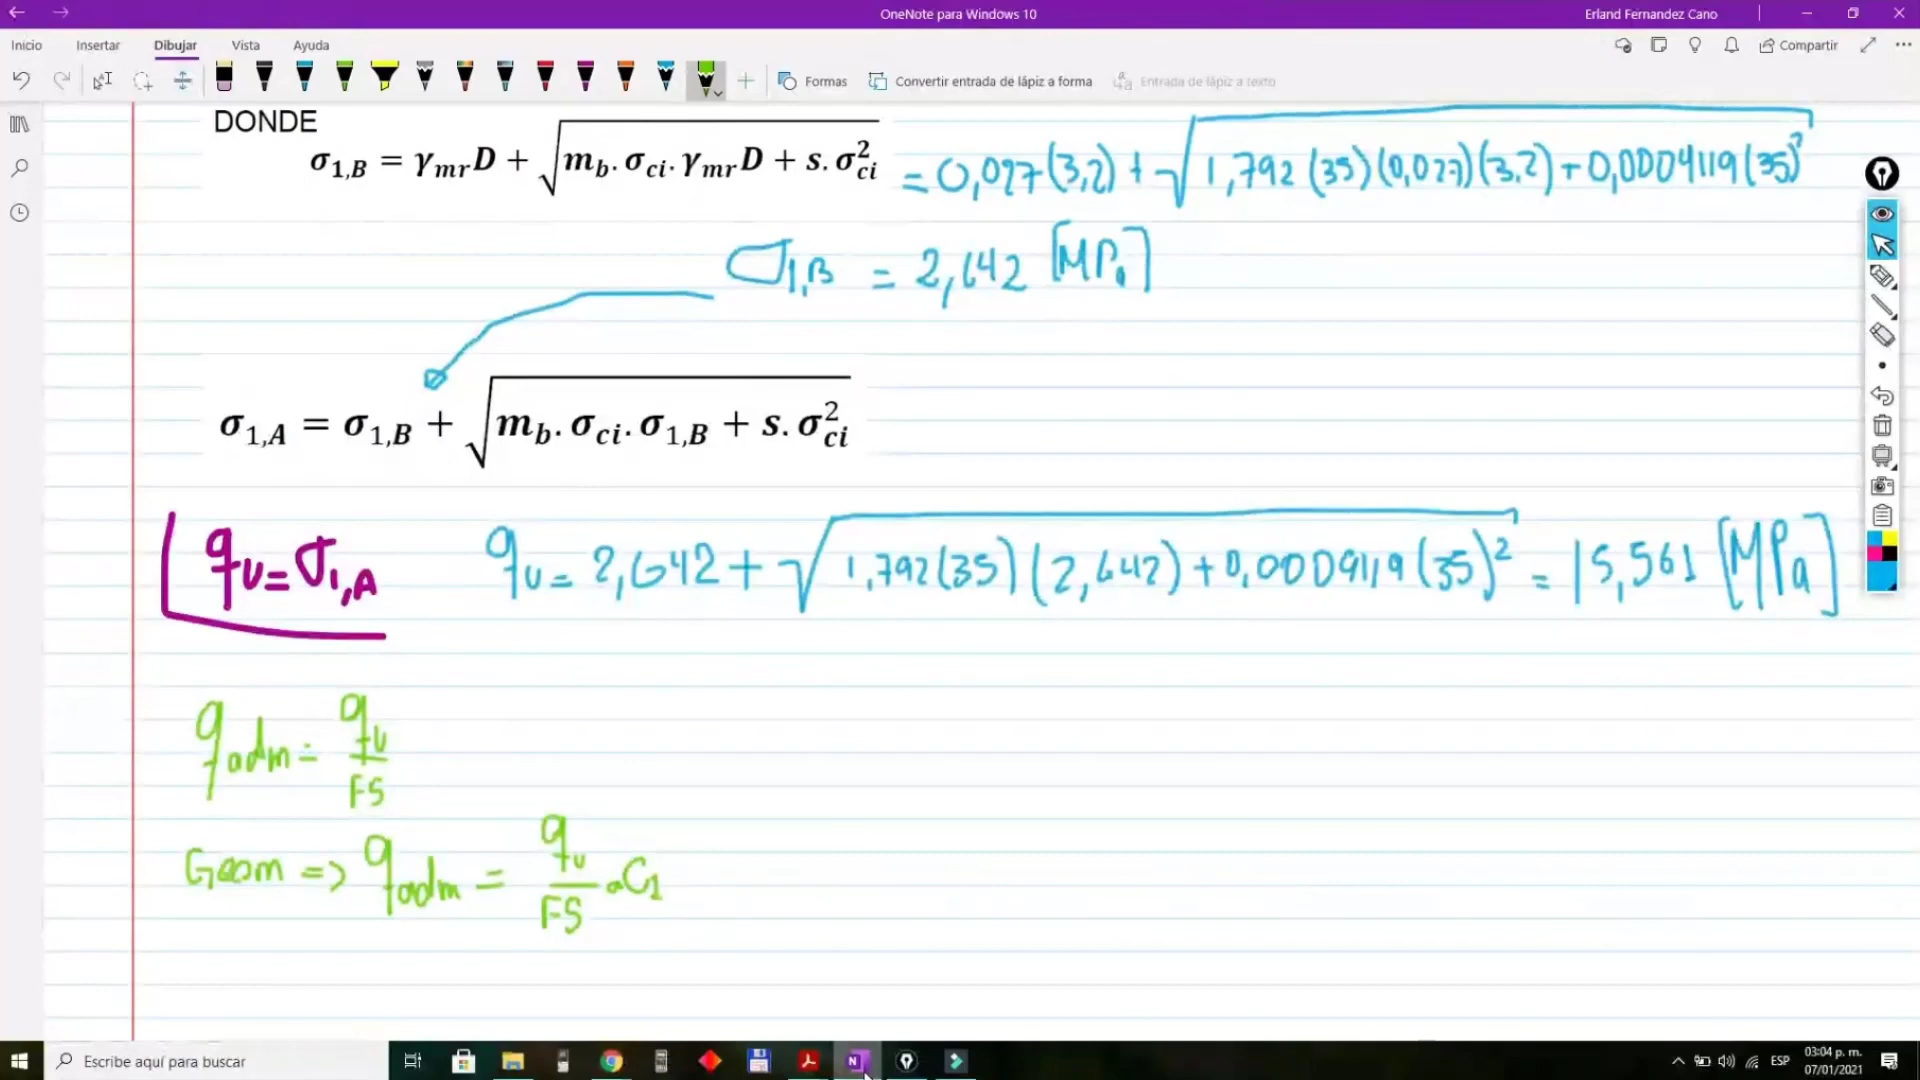 OneNote para Windows 10
Erland Fernandez Cano
Inicio Insertar Dibujar Vista Ayuda
Compartir
Formas Convertir entrada de lápiz a forma Entrada de lápiz a texto
DONDE
σ1,B = γmrD + √(mb.σci.γmrD + s.σ²ci) = 0,027(3,2) + √(1,792(35)(0,027)(3,2) + 0,0009119(35)²)
σ1,B = 2,642 [MPa]
σ1,A = σ1,B + √(mb.σci.σ1,B + s.σ²ci)
qu = σ1,A qu = 2,642 + √(1,792(35)(2,642) + 0,0009119(35)²) = 15,561 [MPa]
qadm = qu/FS
Geom => qadm = qu/FS . C1
Escribe aquí para buscar
ESP
03:04 p. m.
07/01/2021